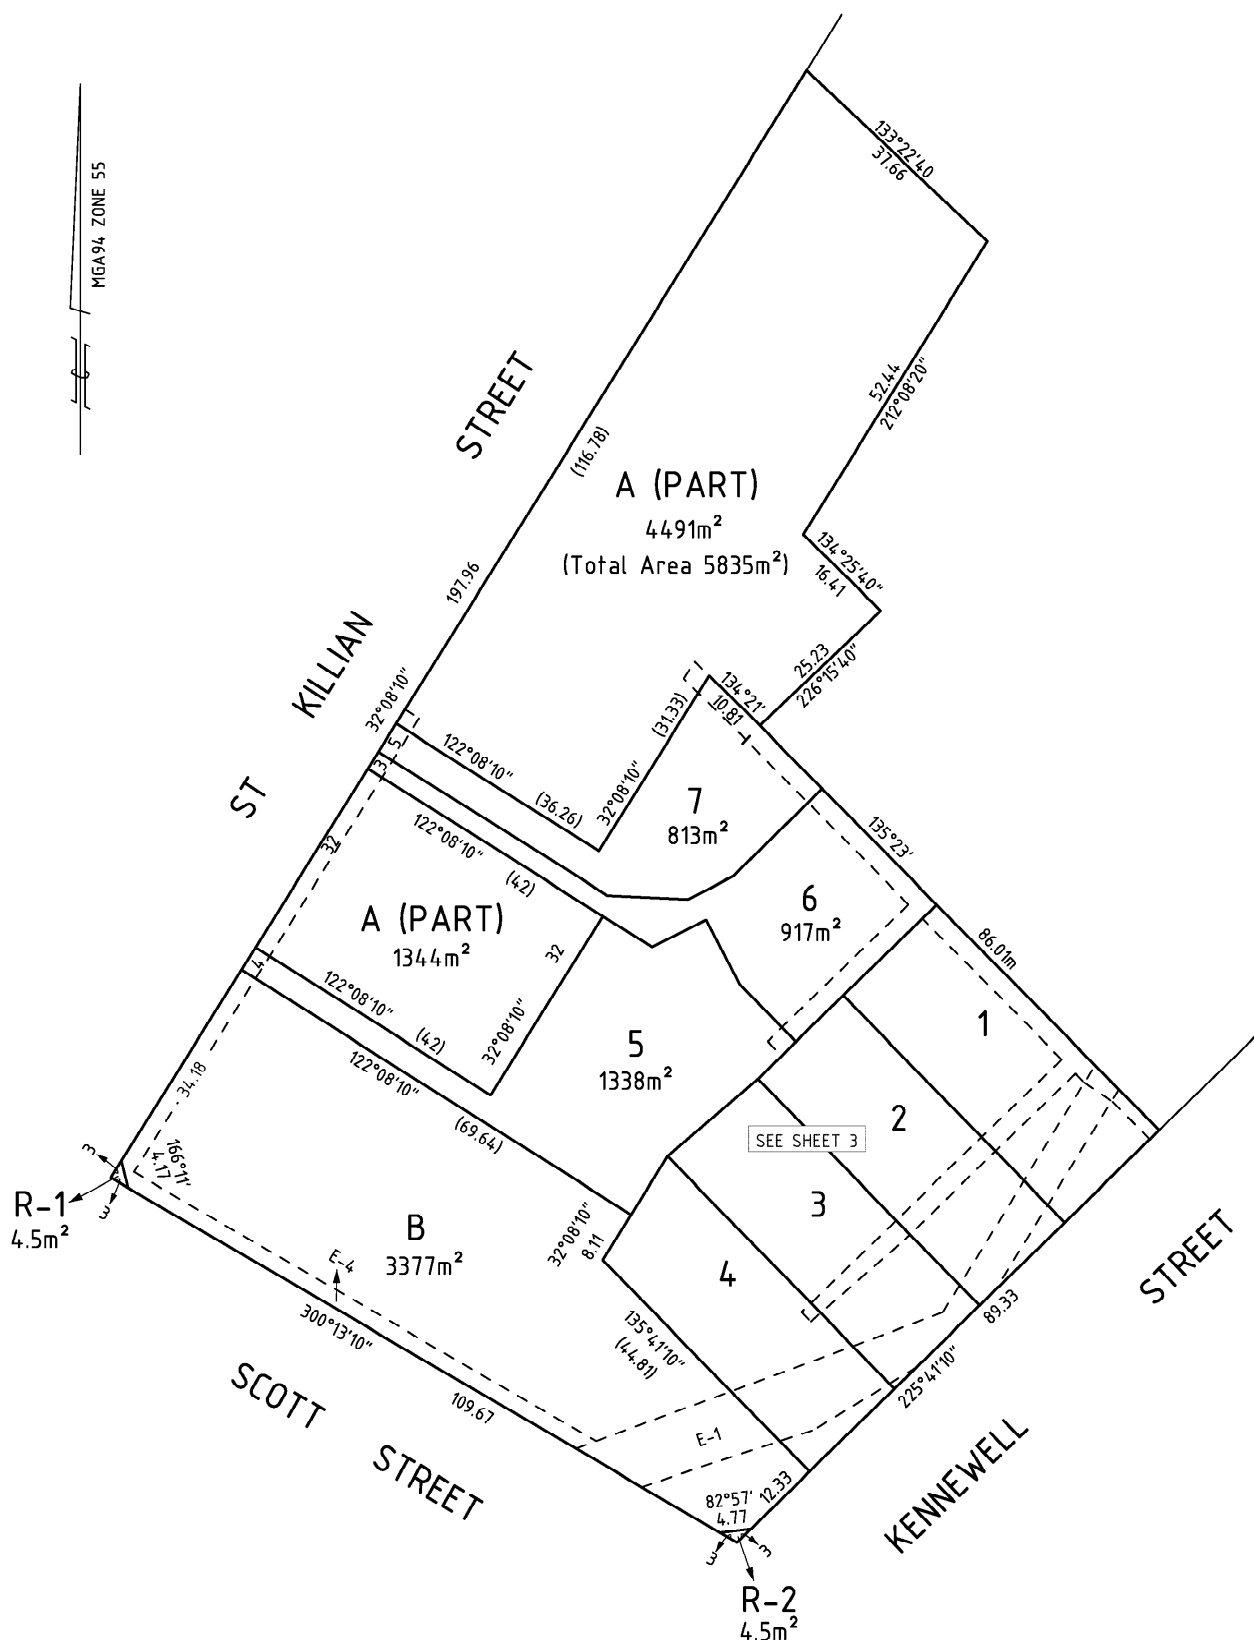 MGA94 ZONE 55
133°22'40
37.66
STREET
(116.78)
52.44
212°08'20"
A (PART)
4491m²
(Total Area 5835m²)
134°25'40"
16.41
197.96
KILLIAN
25.23
226°15'40"
32°08'10"
134°21'
10.81
(31.33)
5
3
122°08'10"
(36.26)
32°08'10"
7
813m²
ST
32
122°08'10"
(42)
135°23'
A (PART)
1344m²
32
6
917m²
86.01m
4
122°08'10"
(42)
32°08'10"
1
5
1338m²
34.18
122°08'10"
(69.64)
2
SEE SHEET 3
3
166°11'
4.17
3
R-1
4.5m²
3
B
3377m²
32°08'10"
8.11
3
4
E-4
300°13'10"
STREET
89.33
135°41'10"
(44.81)
225°41'10"
SCOTT
109.67
STREET
E-1
KENNEWELL
82°57'
4.77
12.33
3
3
R-2
4.5m²